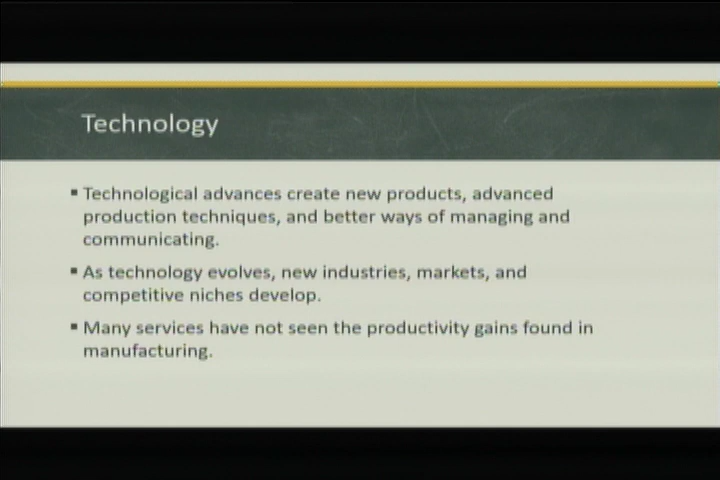 Technology
▪ Technological advances create new products, advanced
production techniques, and better ways of managing and
communicating.
▪ As technology evolves, new industries, markets, and
competitive niches develop.
▪ Many services have not seen the productivity gains found in
manufacturing.